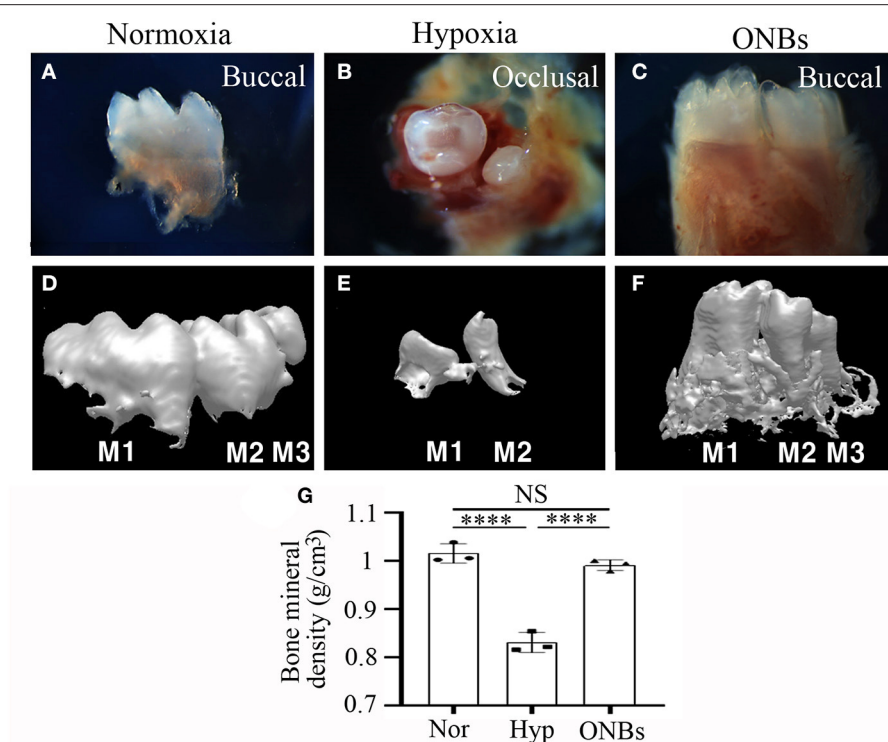 Normoxia Hypoxia ONBs
A Buccal B Occlusal C Buccal
D E F
M1 M2 M3 M1 M2 M1 M2 M3
G NS
**** ****
1.1
1
0.9
0.8
0.7
Bone mineral
density (g/cm³)
Nor Hyp ONBs